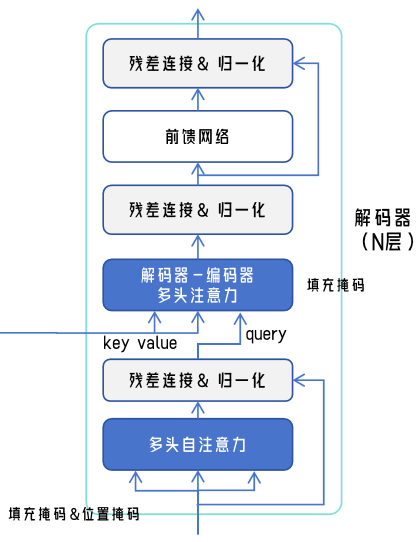 残差连接& 归一化
前馈网络
残差连接& 归一化
解码器
（N层）
解码器－编码器
多头注意力
填充掩码
key value
query
残差连接& 归一化
多头自注意力
填充掩码&位置掩码